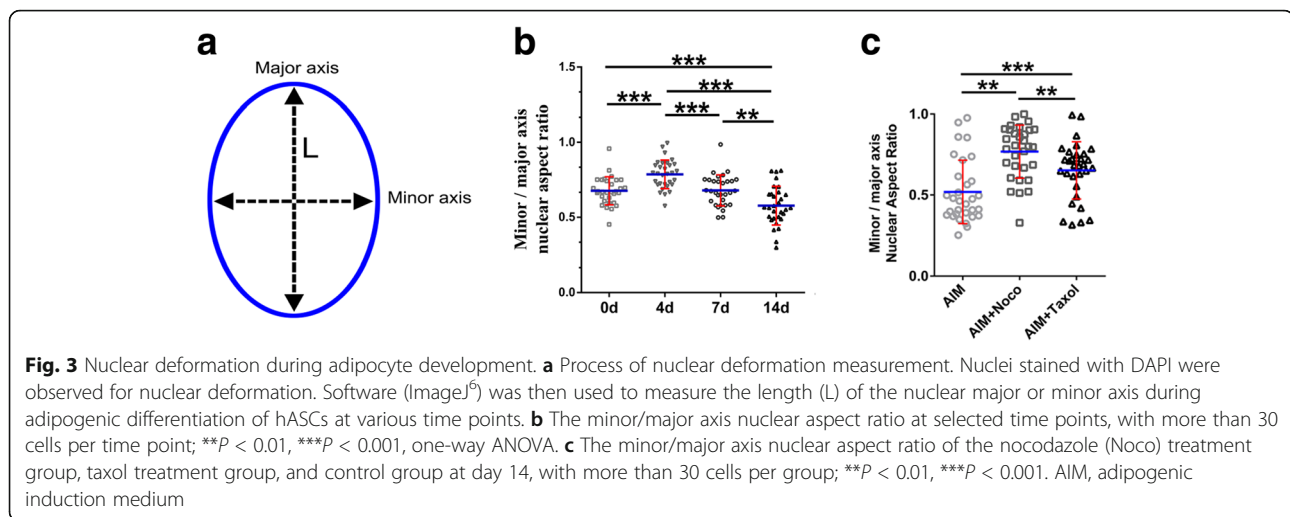 a
Major axis
L
Minor axis
b
Minor / major axis
nuclear aspect ratio
1.5
1.0
0.5
0.0
***
***
***
***
**
0d
4d
7d
14d
c
Minor / major axis
Nuclear Aspect Ratio
1.0
0.5
0.0
***
**
**
AIM
AIM+Noco
AIM+Taxol
Fig. 3 Nuclear deformation during adipocyte development. a Process of nuclear deformation measurement. Nuclei stained with DAPI were
observed for nuclear deformation. Software (ImageJ⁶) was then used to measure the length (L) of the nuclear major or minor axis during
adipogenic differentiation of hASCs at various time points. b The minor/major axis nuclear aspect ratio at selected time points, with more than 30
cells per time point; **P < 0.01, ***P < 0.001, one-way ANOVA. c The minor/major axis nuclear aspect ratio of the nocodazole (Noco) treatment
group, taxol treatment group, and control group at day 14, with more than 30 cells per group; **P < 0.01, ***P < 0.001. AIM, adipogenic
induction medium